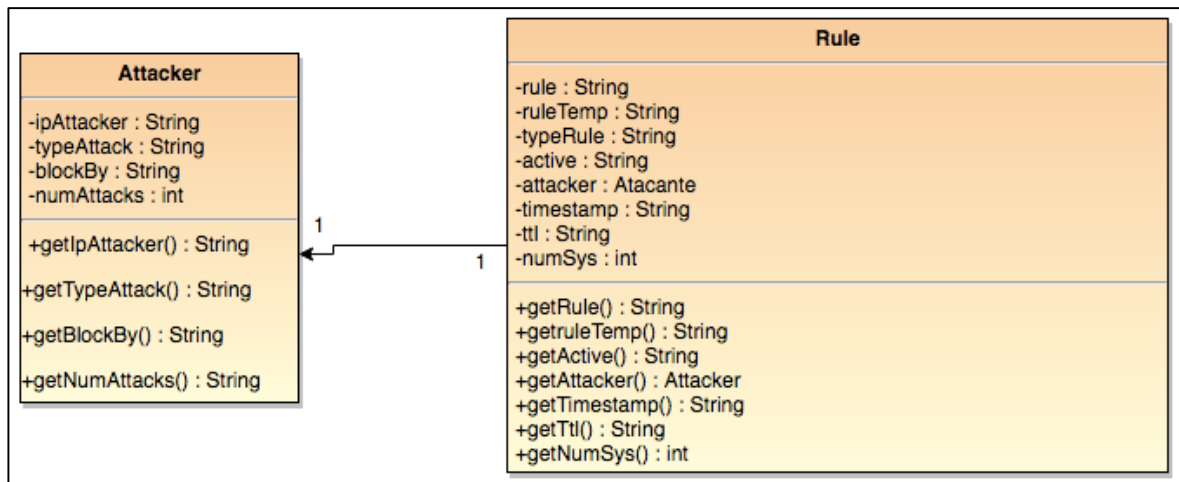 Attacker
-ipAttacker : String
-typeAttack : String
-blockBy : String
-numAttacks : int
+getIpAttacker() : String
+getTypeAttack() : String
+getBlockBy() : String
+getNumAttacks() : String
1
1
Rule
-rule : String
-ruleTemp : String
-typeRule : String
-active : String
-attacker : Atacante
-timestamp : String
-ttl : String
-numSys : int
+getRule() : String
+getruleTemp() : String
+getActive() : String
+getAttacker() : Attacker
+getTimestamp() : String
+getTtl() : String
+getNumSys() : int